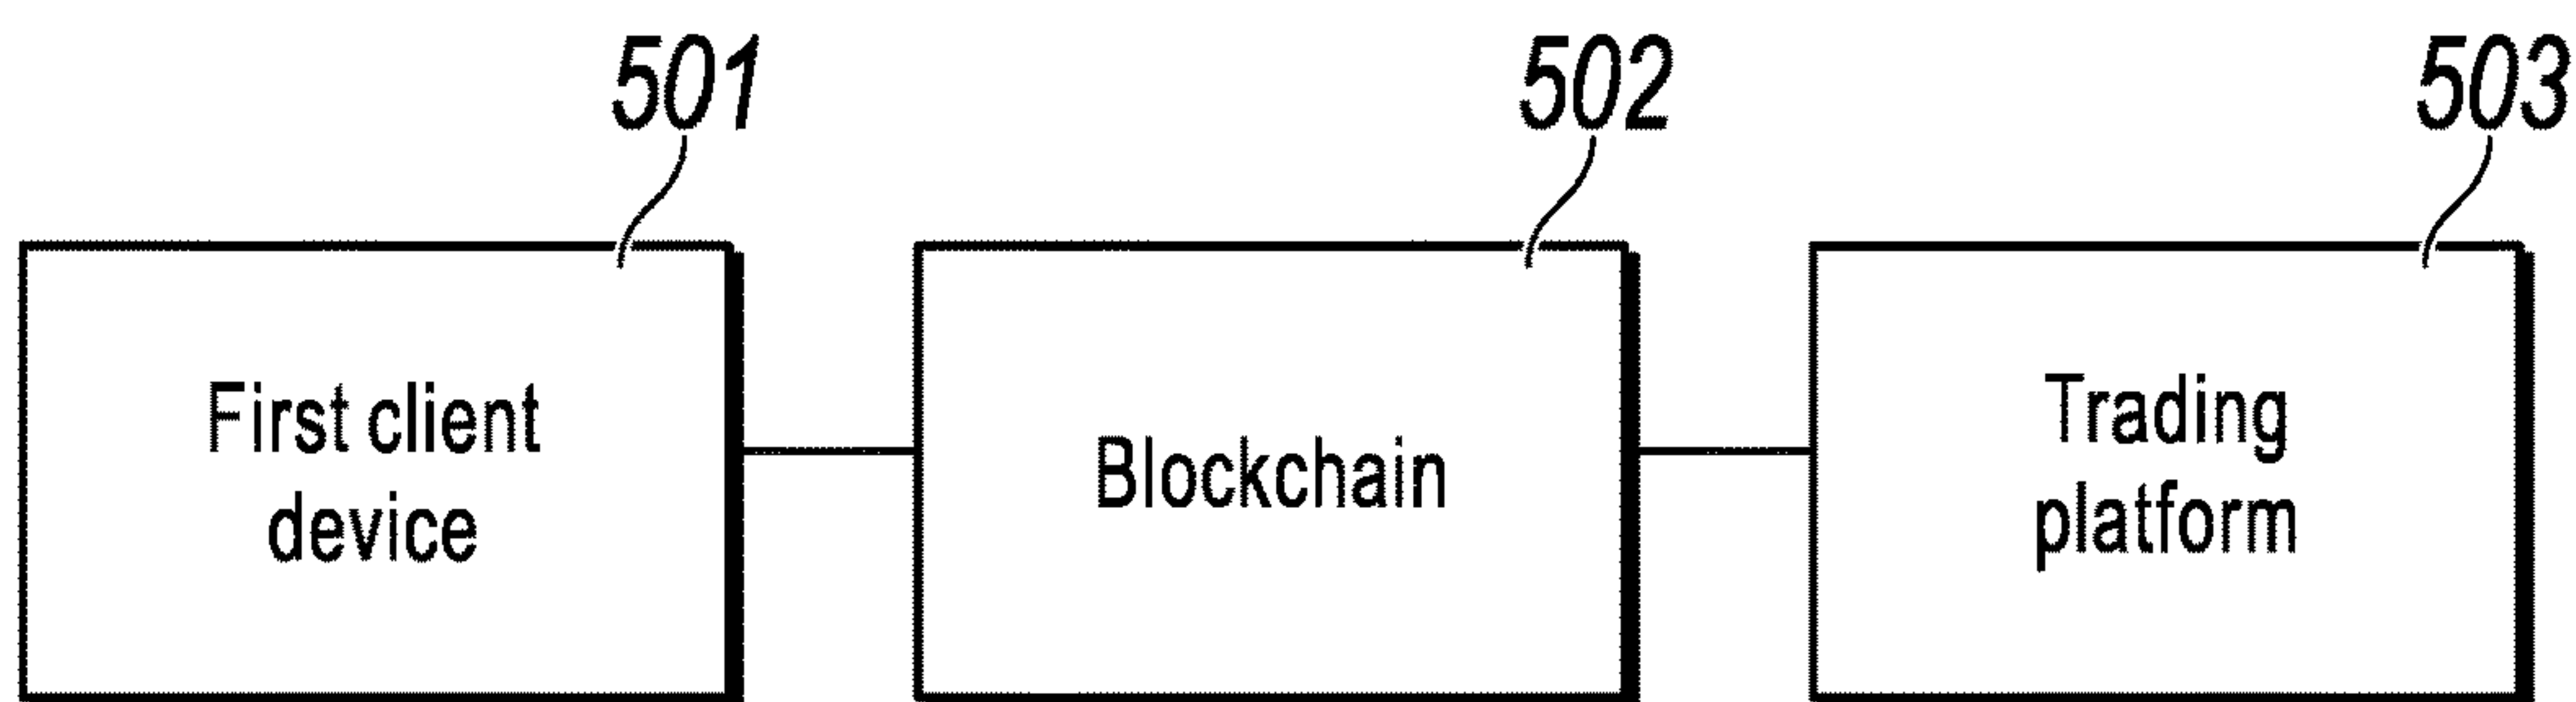 501
502
503
First client
device
Blockchain
Trading
platform